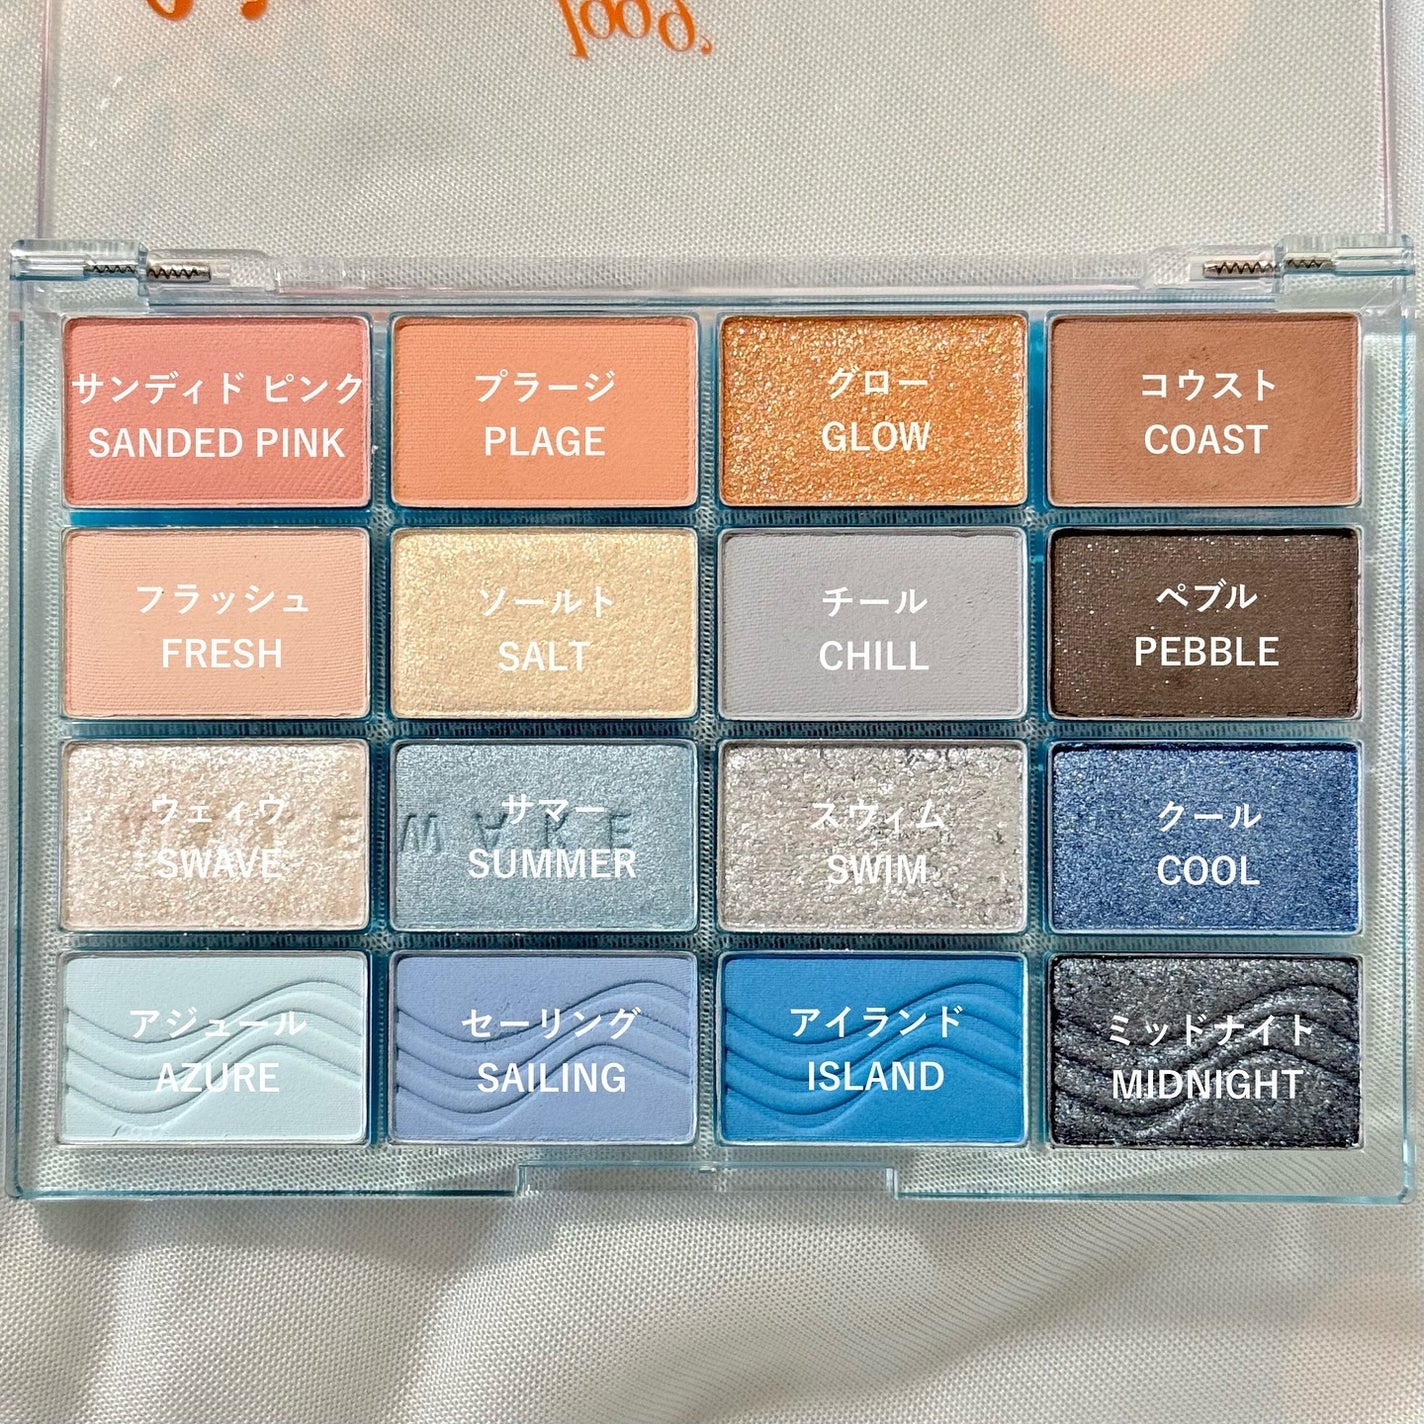 サンディド ピンク
SANDED PINK
プラージ
PLAGE
グロー
GLOW
コウスト
COAST
フラッシュ
FRESH
ソールト
SALT
チール
CHILL
ペブル
PEBBLE
ウェィヴ
SWAVE
サマー
SUMMER
WAKE
スウィム
SWIM
クール
COOL
アジュール
AZURE
セーリング
SAILING
アイランド
ISLAND
ミッドナイト
MIDNIGHT